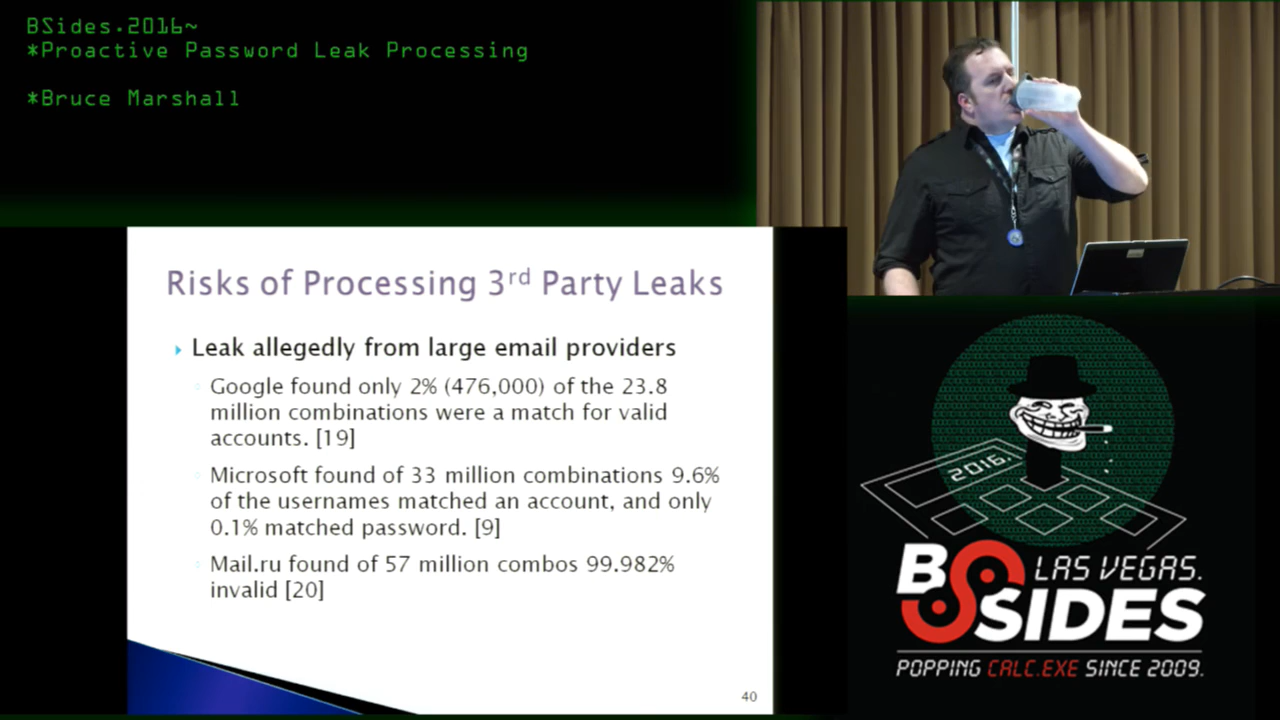 BSides.2016~
*Proactive Password Leak Processing
*Bruce Marshall
Risks of Processing 3rd Party Leaks
Leak allegedly from large email providers
Google found only 2% (476,000) of the 23.8
million combinations were a match for valid
accounts. [19]
Microsoft found of 33 million combinations 9.6%
of the usernames matched an account, and only
0.1% matched password. [9]
Mail.ru found of 57 million combos 99.982%
invalid [20]
40
2016.
BSIDES
LAS VEGAS.
POPPING CALC.EXE SINCE 2009.